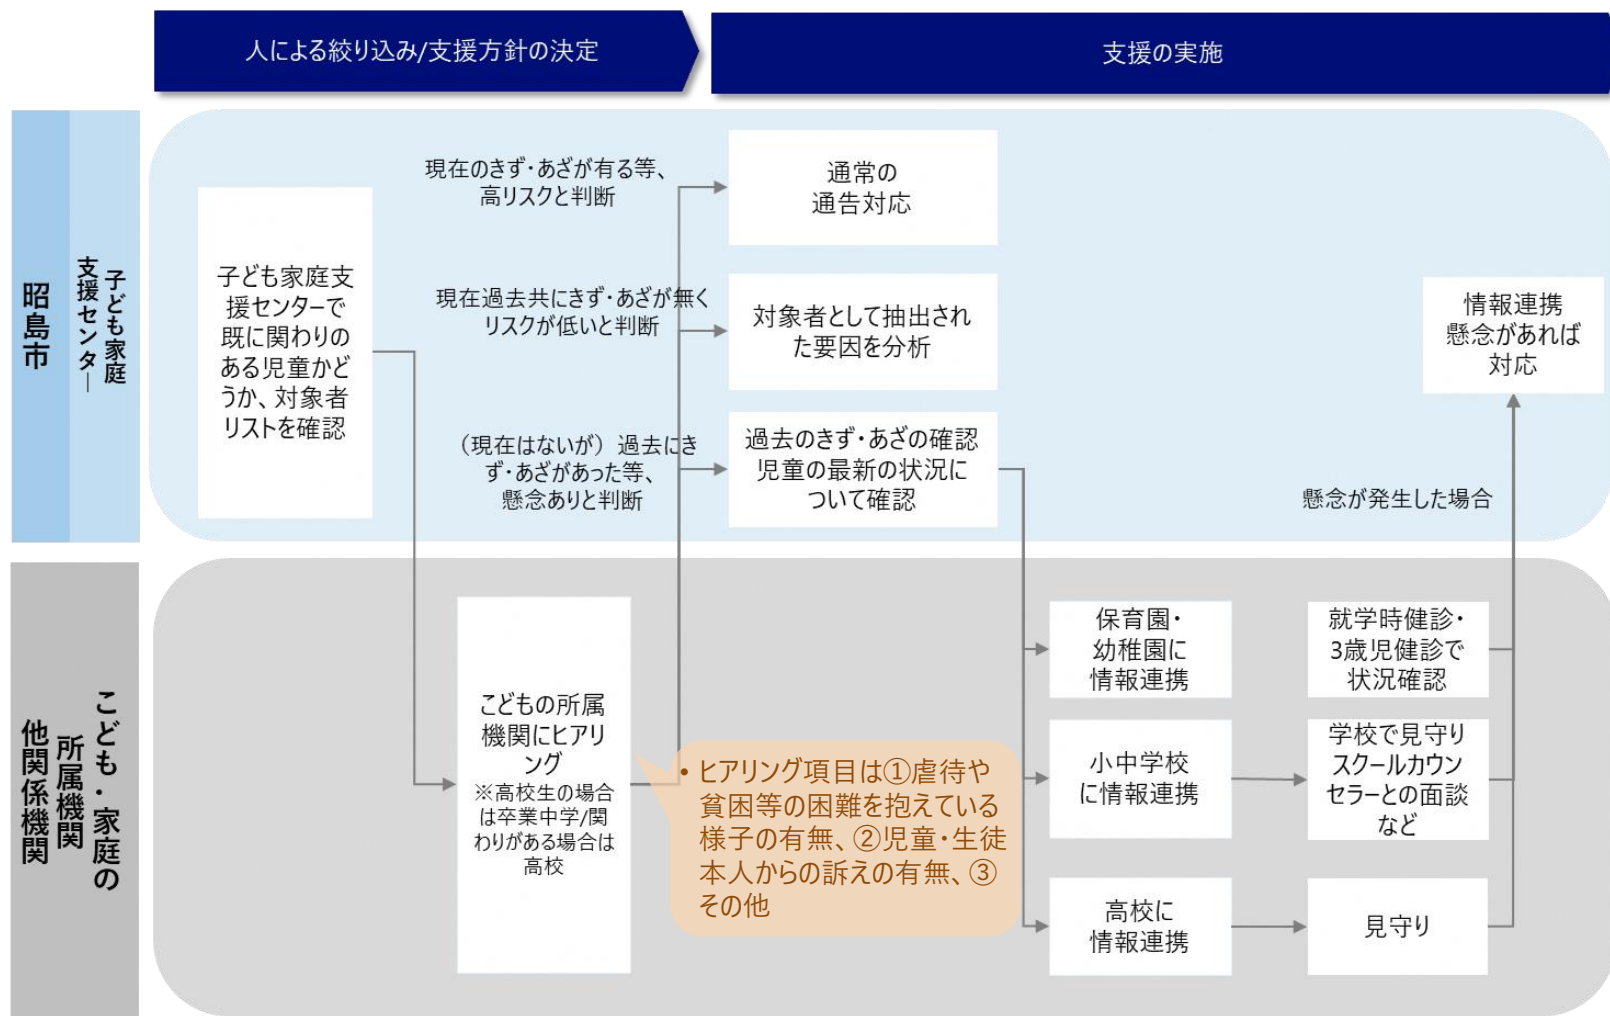 人による絞り込み/支援方針の決定
支援の実施
昭島市
子ども家庭
支援センター
子ども家庭支
援センターで
既に関わりの
ある児童かど
うか、対象者
リストを確認
現在のきず・あざが有る等、
高リスクと判断
通常の
通告対応
現在過去共にきず・あざが無く
リスクが低いと判断
対象者として抽出され
た要因を分析
（現在はないが）過去にき
ず・あざがあった等、
懸念ありと判断
過去のきず・あざの確認
児童の最新の状況に
ついて確認
情報連携
懸念があれば
対応
懸念が発生した場合
こども・家庭の
所属機関
他関係機関
こどもの所属
機関にヒアリ
ング
※高校生の場合
は卒業中学/関
わりがある場合は
高校
• ヒアリング項目は①虐待や
貧困等の困難を抱えている
様子の有無、②児童・生徒
本人からの訴えの有無、③
その他
保育園・
幼稚園に
情報連携
就学時健診・
3歳児健診で
状況確認
小中学校
に情報連携
学校で見守り
スクールカウン
セラーとの面談
など
高校に
情報連携
見守り